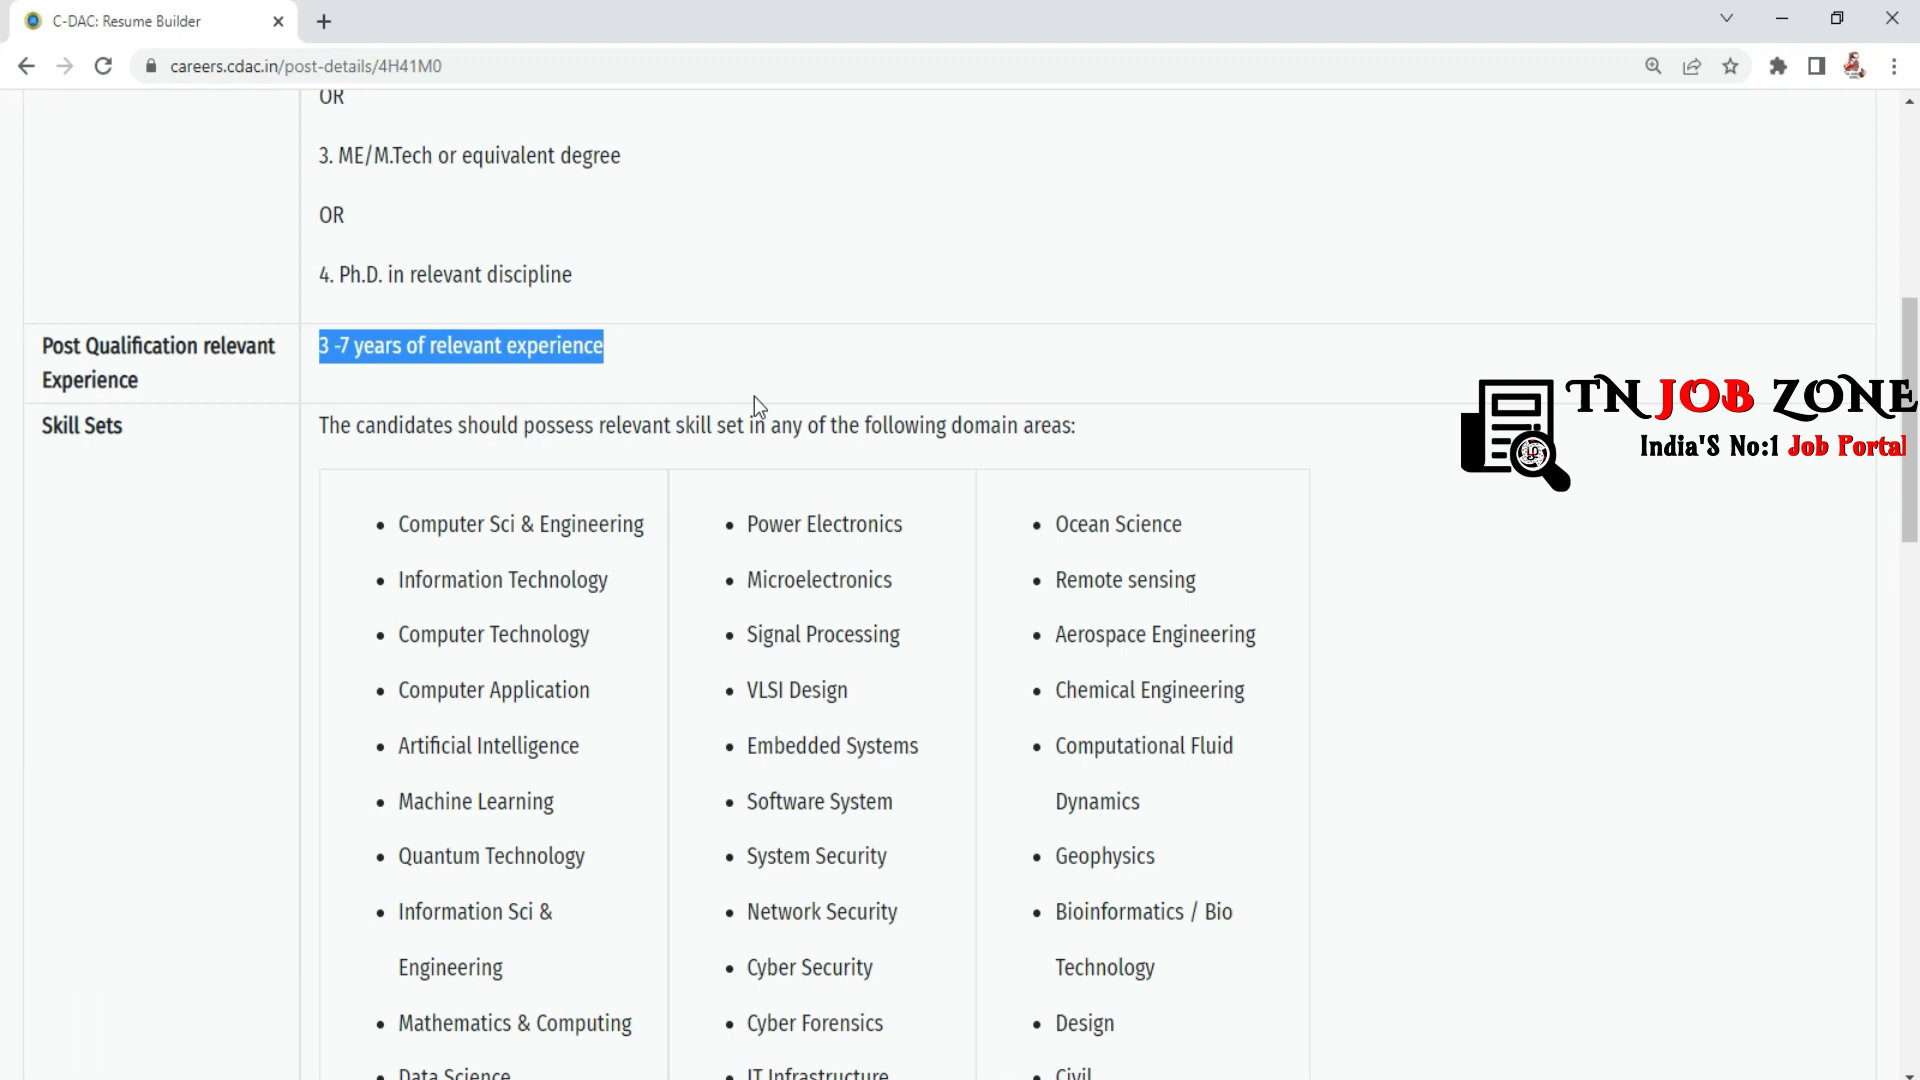 C-DAC: Resume Builder
careers.cdac.in/post-details/4H41M0
OR
3. ME/M.Tech or equivalent degree
OR
4. Ph.D. in relevant discipline
Post Qualification relevant
Experience
3 -7 years of relevant experience
Skill Sets
The candidates should possess relevant skill set in any of the following domain areas:
TN JOB ZONE
India'S No:1 Job Portal
• Computer Sci & Engineering
• Information Technology
• Computer Technology
• Computer Application
• Artificial Intelligence
• Machine Learning
• Quantum Technology
• Information Sci &
Engineering
• Mathematics & Computing
• Data Science
• Power Electronics
• Microelectronics
• Signal Processing
• VLSI Design
• Embedded Systems
• Software System
• System Security
• Network Security
• Cyber Security
• Cyber Forensics
• IT Infrastructure
• Ocean Science
• Remote sensing
• Aerospace Engineering
• Chemical Engineering
• Computational Fluid
Dynamics
• Geophysics
• Bioinformatics / Bio
Technology
• Design
• Civil